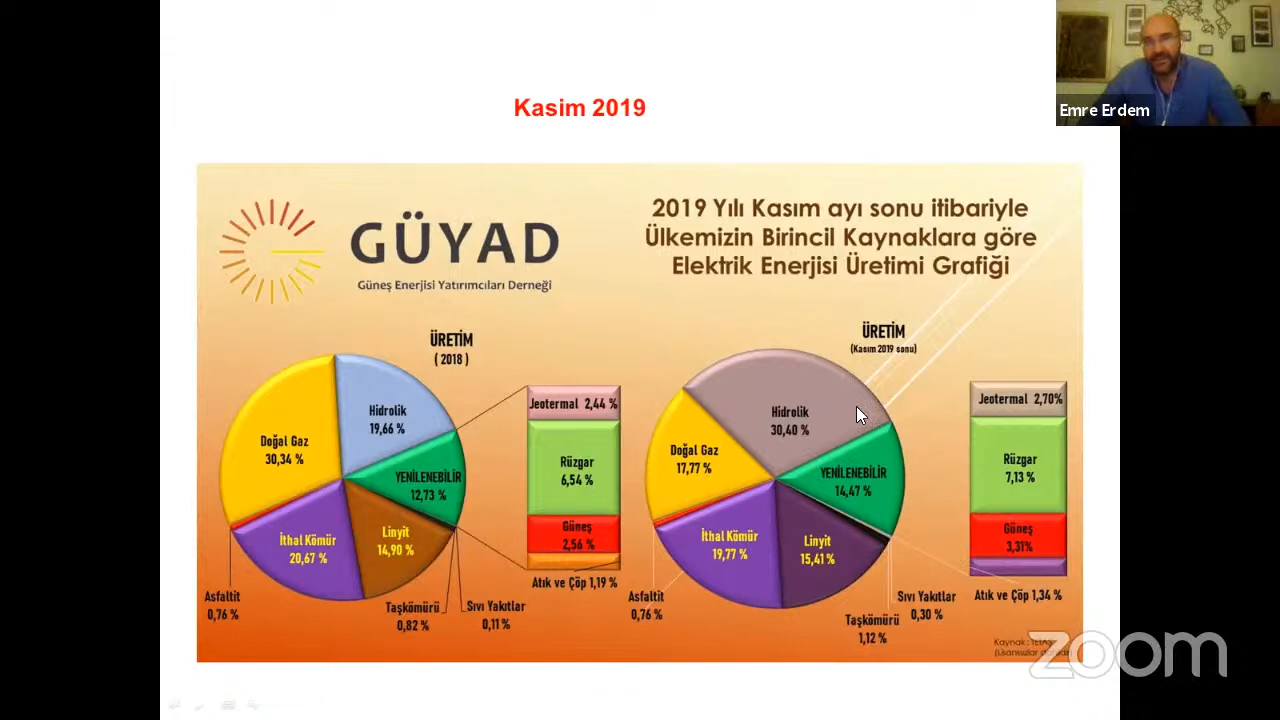 Kasim 2019
Emre Erdem
GÜYAD
Güneş Enerjisi Yatırımcıları Derneği
2019 Yılı Kasım ayı sonu itibariyle
Ülkemizin Birincil Kaynaklara göre
Elektrik Enerjisi Üretimi Grafiği
ÜRETİM
( 2018 )
Hidrolik
19,66 %
Doğal Gaz
30,34 %
YENİLENEBİLİR
12,73 %
Linyit
14,90 %
İthal Kömür
20,67 %
Asfaltit
0,76 %
Taşkömürü
0,82 %
Sıvı Yakıtlar
0,11 %
Jeotermal 2,44 %
Rüzgar
6,54 %
Güneş
2,56 %
Atık ve Çöp 1,19 %
ÜRETİM
(Kasım 2019 sonu)
Hidrolik
30,40 %
Doğal Gaz
17,77 %
YENİLENEBİLİR
14,47 %
İthal Kömür
19,77 %
Linyit
15,41 %
Asfaltit
0,76 %
Taşkömürü
1,12 %
Sıvı Yakıtlar
0,30 %
Jeotermal 2,70%
Rüzgar
7,13 %
Güneş
3,31%
Atık ve Çöp 1,34 %
Kaynak :
zoom